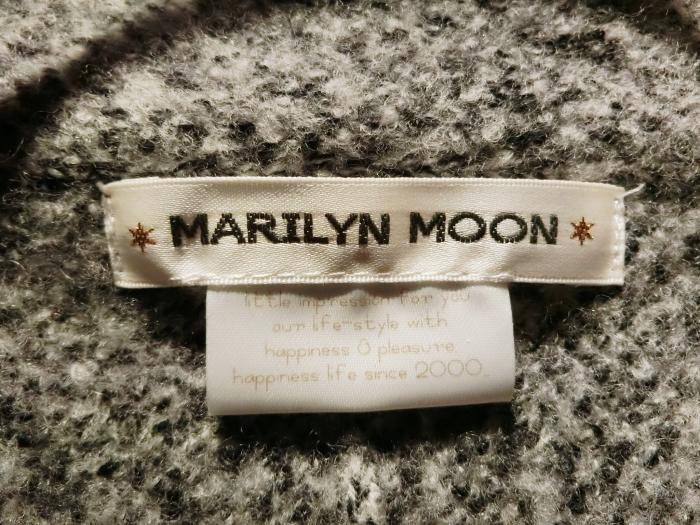 MARILYN MOON
little impression for you
our life-style with
happiness & pleasure.
happiness life since 2000.